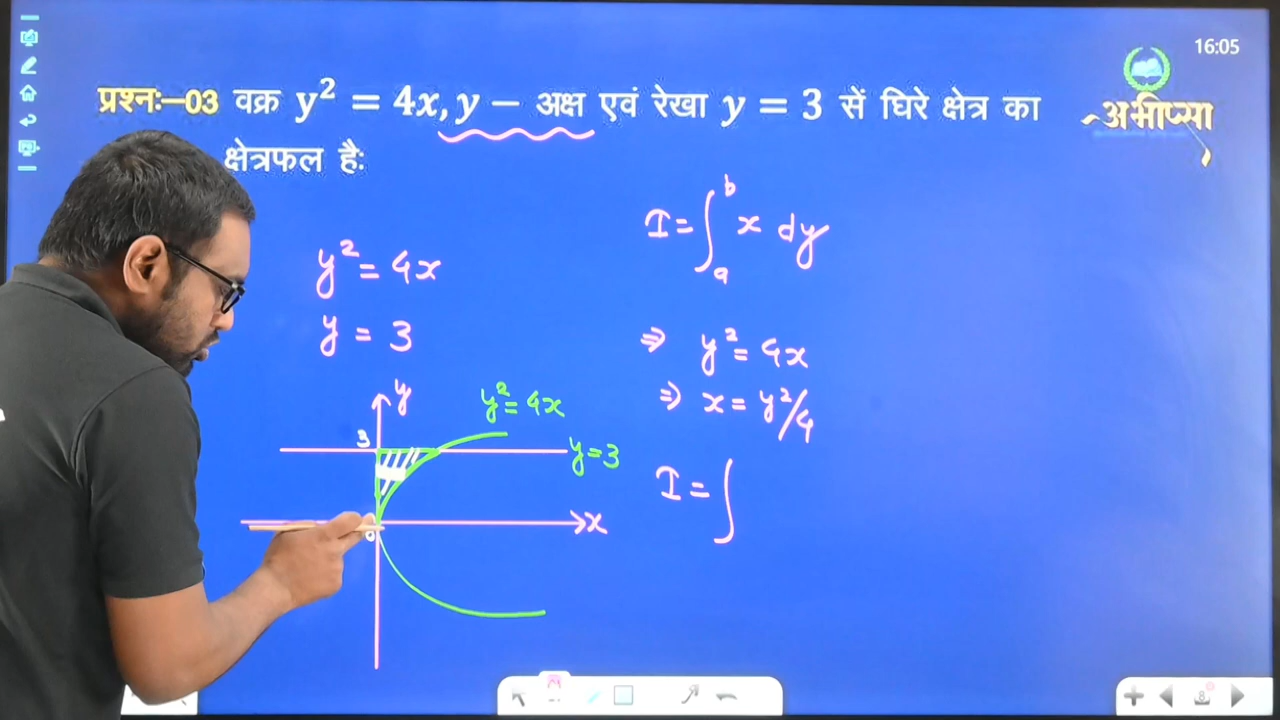 16:05
अभीप्सा
प्रश्नः–03 वक्र y² = 4x, y − अक्ष एवं रेखा y = 3 सें घिरे क्षेत्र का
क्षेत्रफल हैः
y² = 4x
y = 3
y
y² = 4x
3
y = 3
x
0
I = ∫ₐᵇ x dy
⇒ y² = 4x
⇒ x = y²/4
I = ∫
8